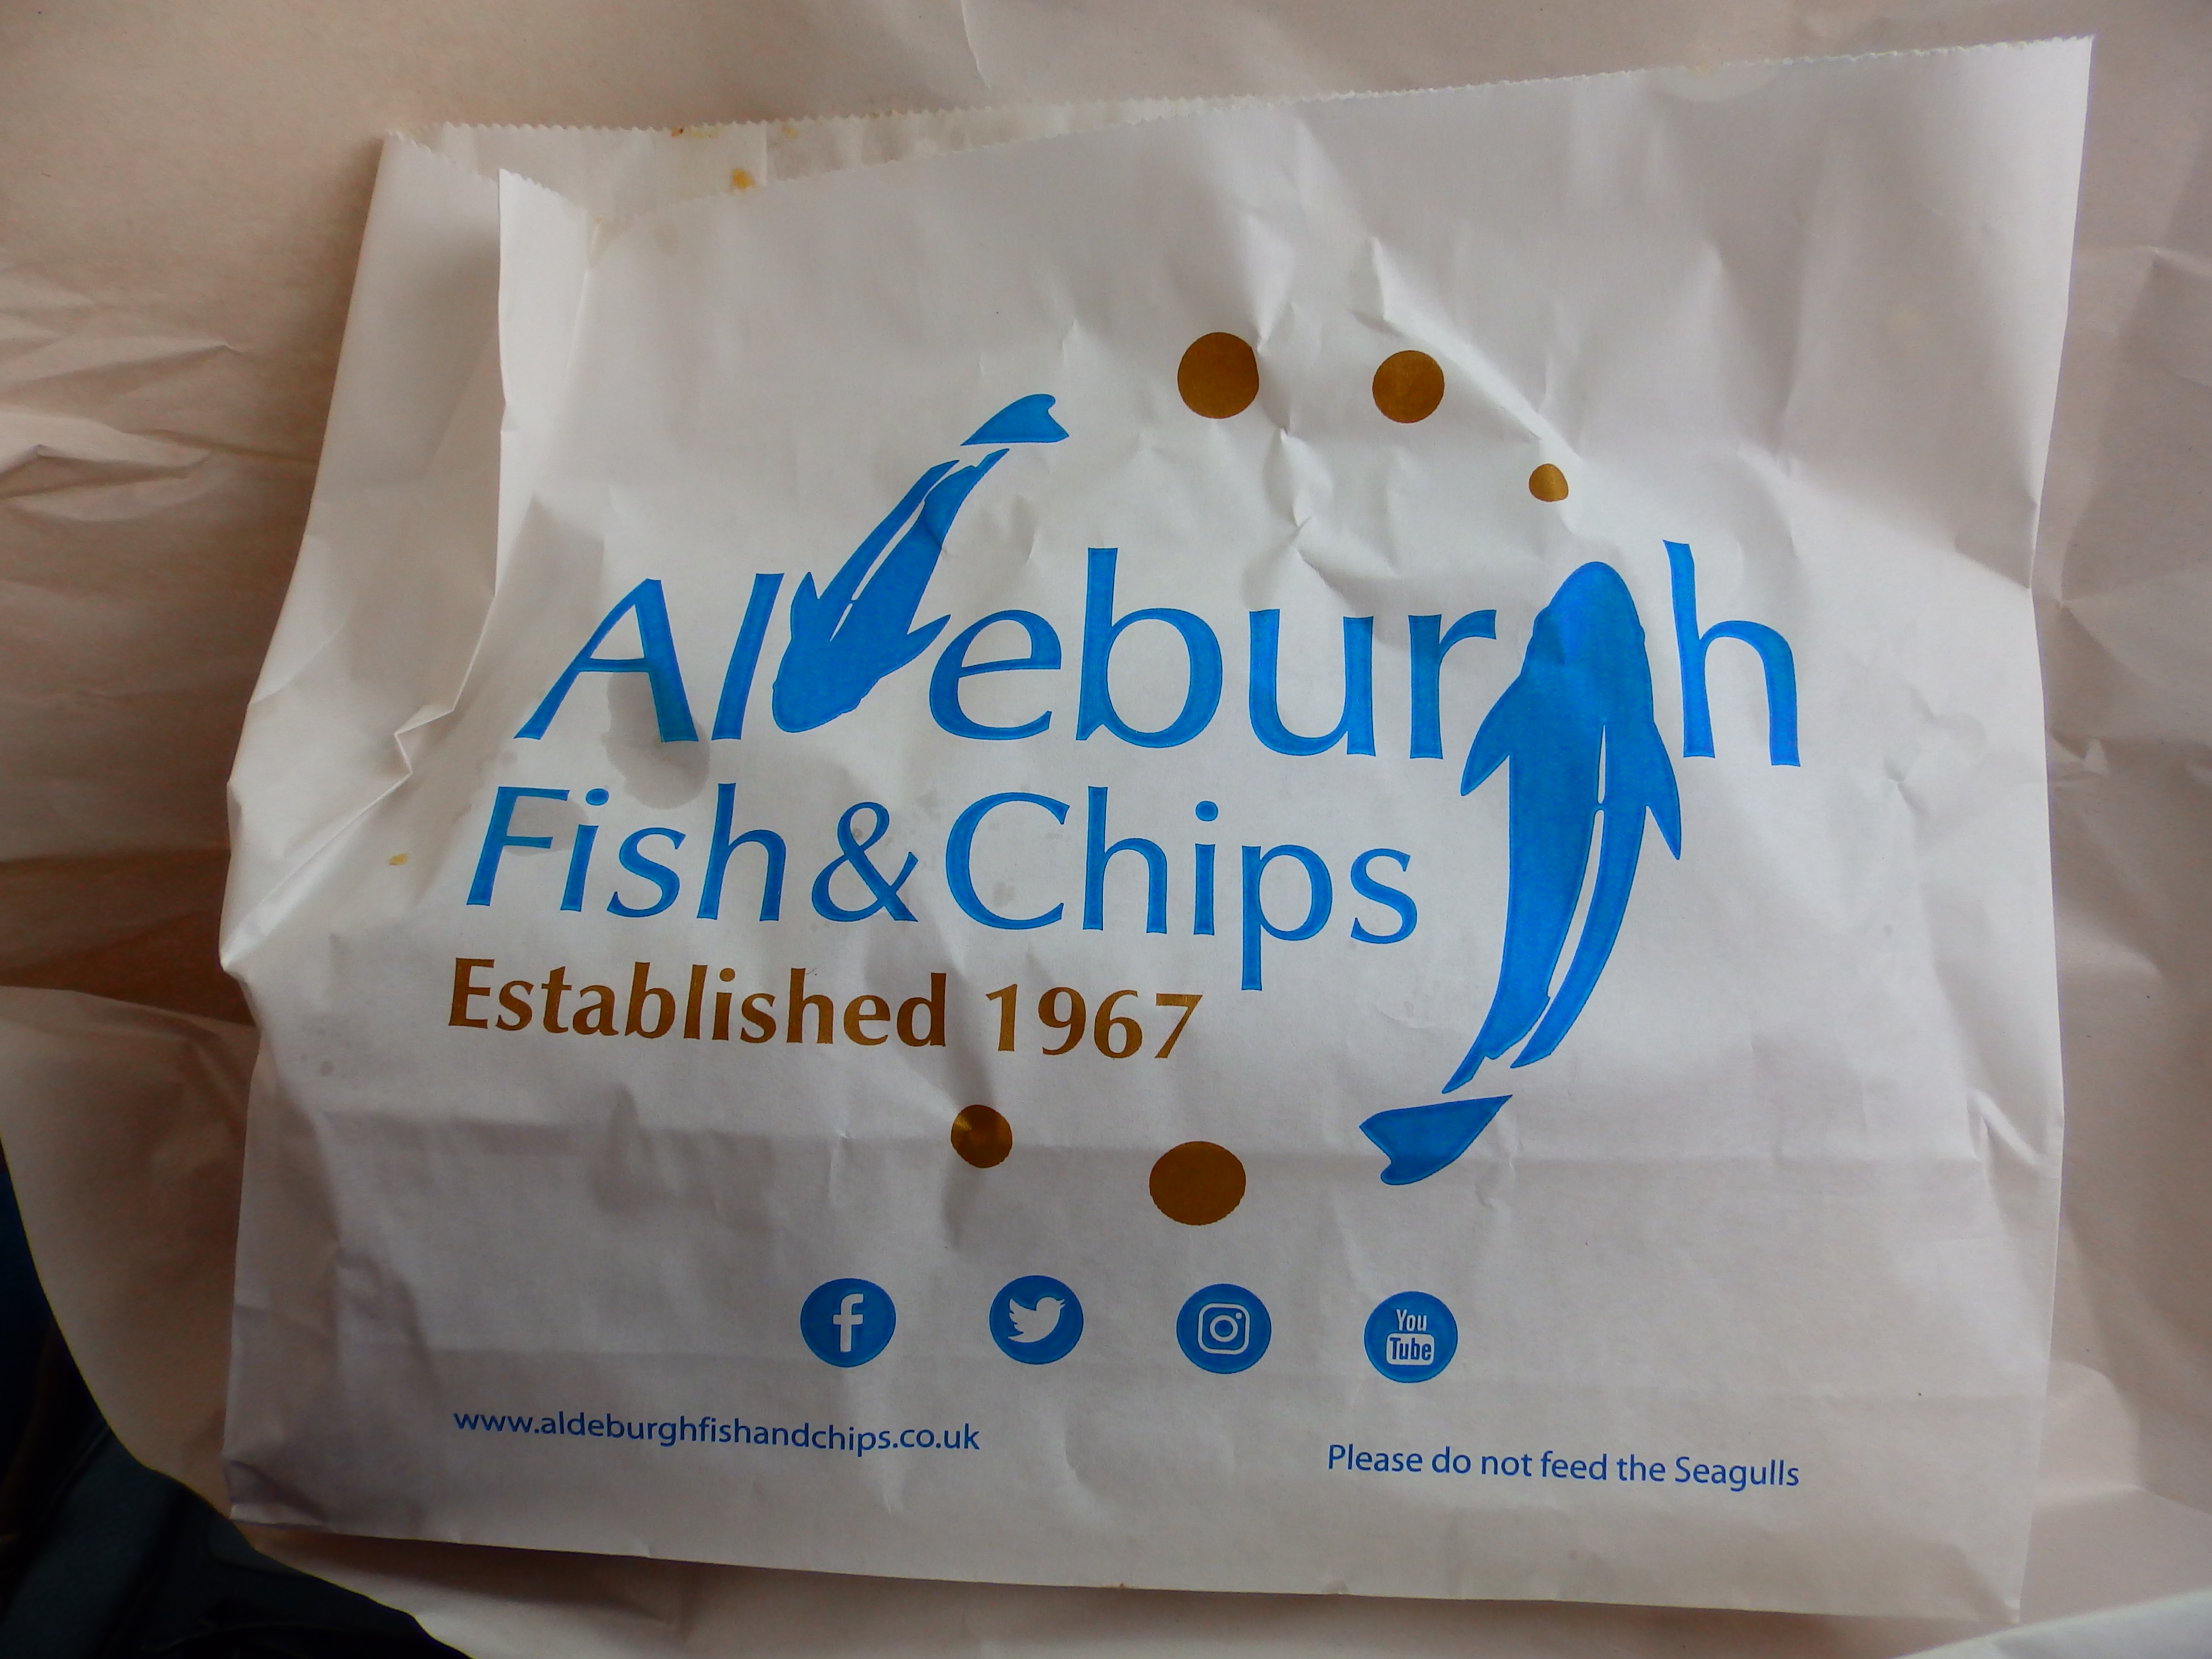 Aldeburgh
Fish & Chips
Established 1967
f
You
Tube
www.aldeburghfishandchips.co.uk
Please do not feed the Seagulls